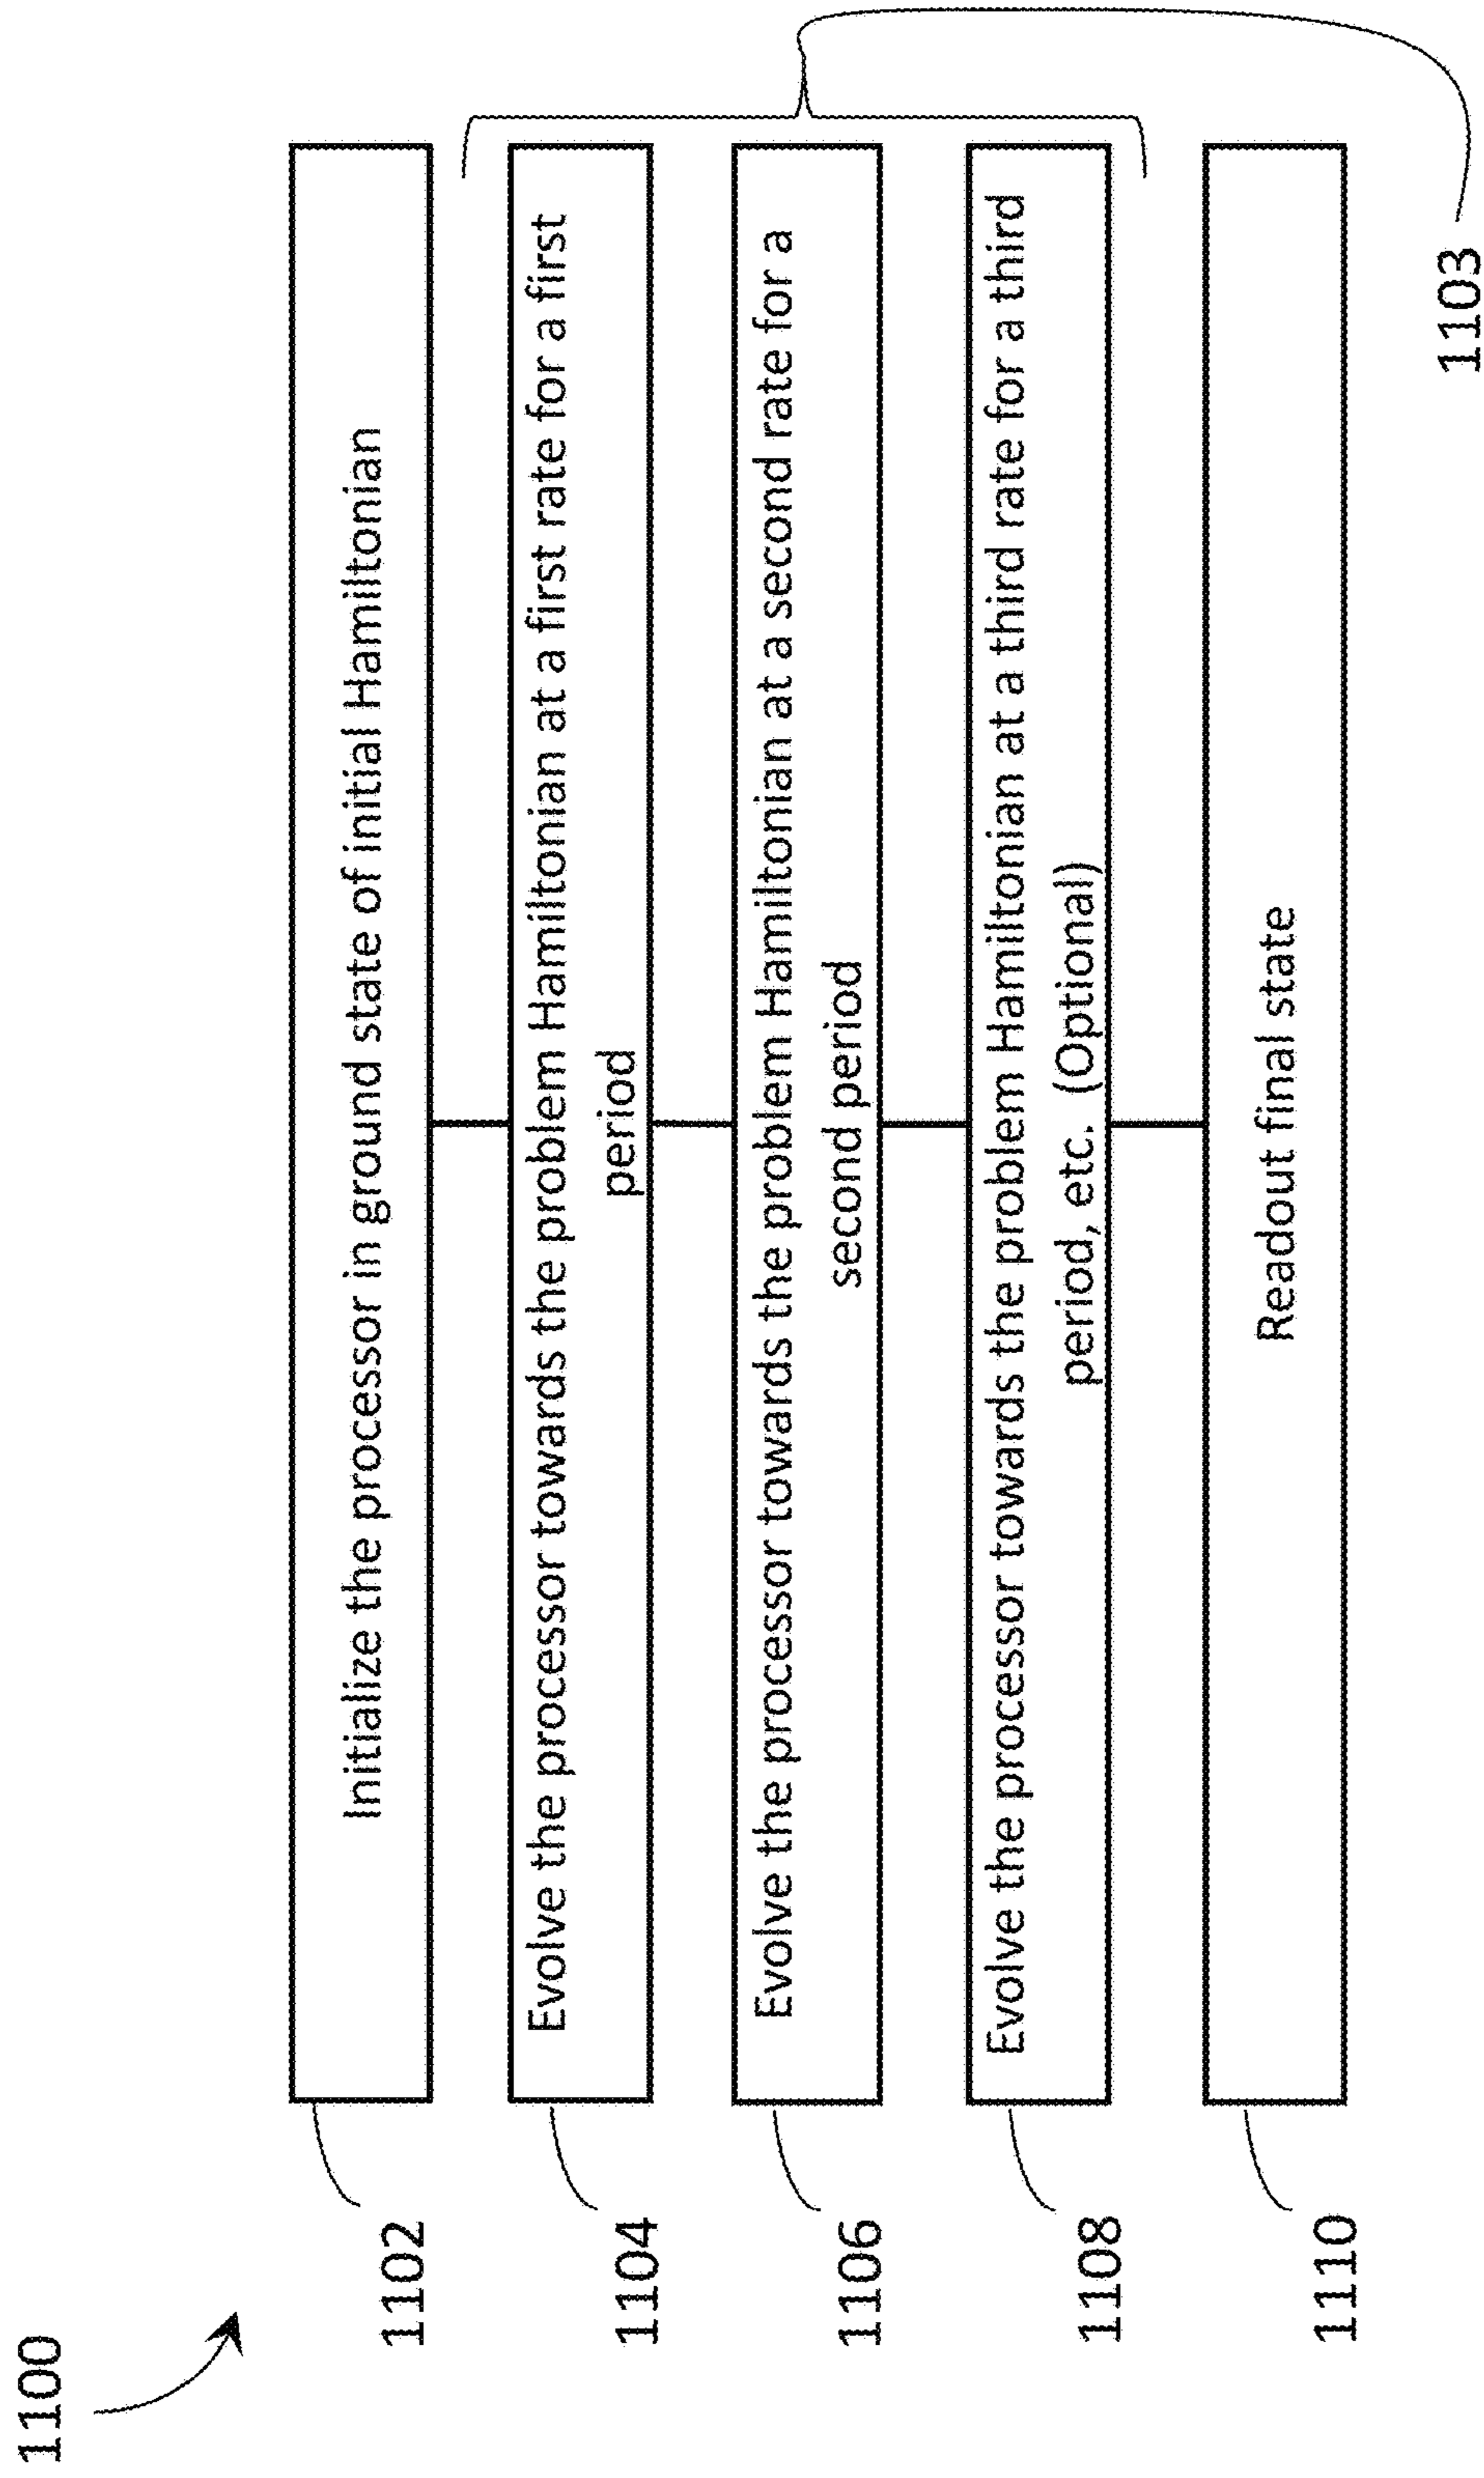 1100
1102
Initialize the processor in ground state of initial Hamiltonian
1104
Evolve the processor towards the problem Hamiltonian at a first rate for a first
period
1106
Evolve the processor towards the problem Hamiltonian at a second rate for a
second period
1108
Evolve the processor towards the problem Hamiltonian at a third rate for a third
period, etc. (Optional)
1110
Readout final state
1103